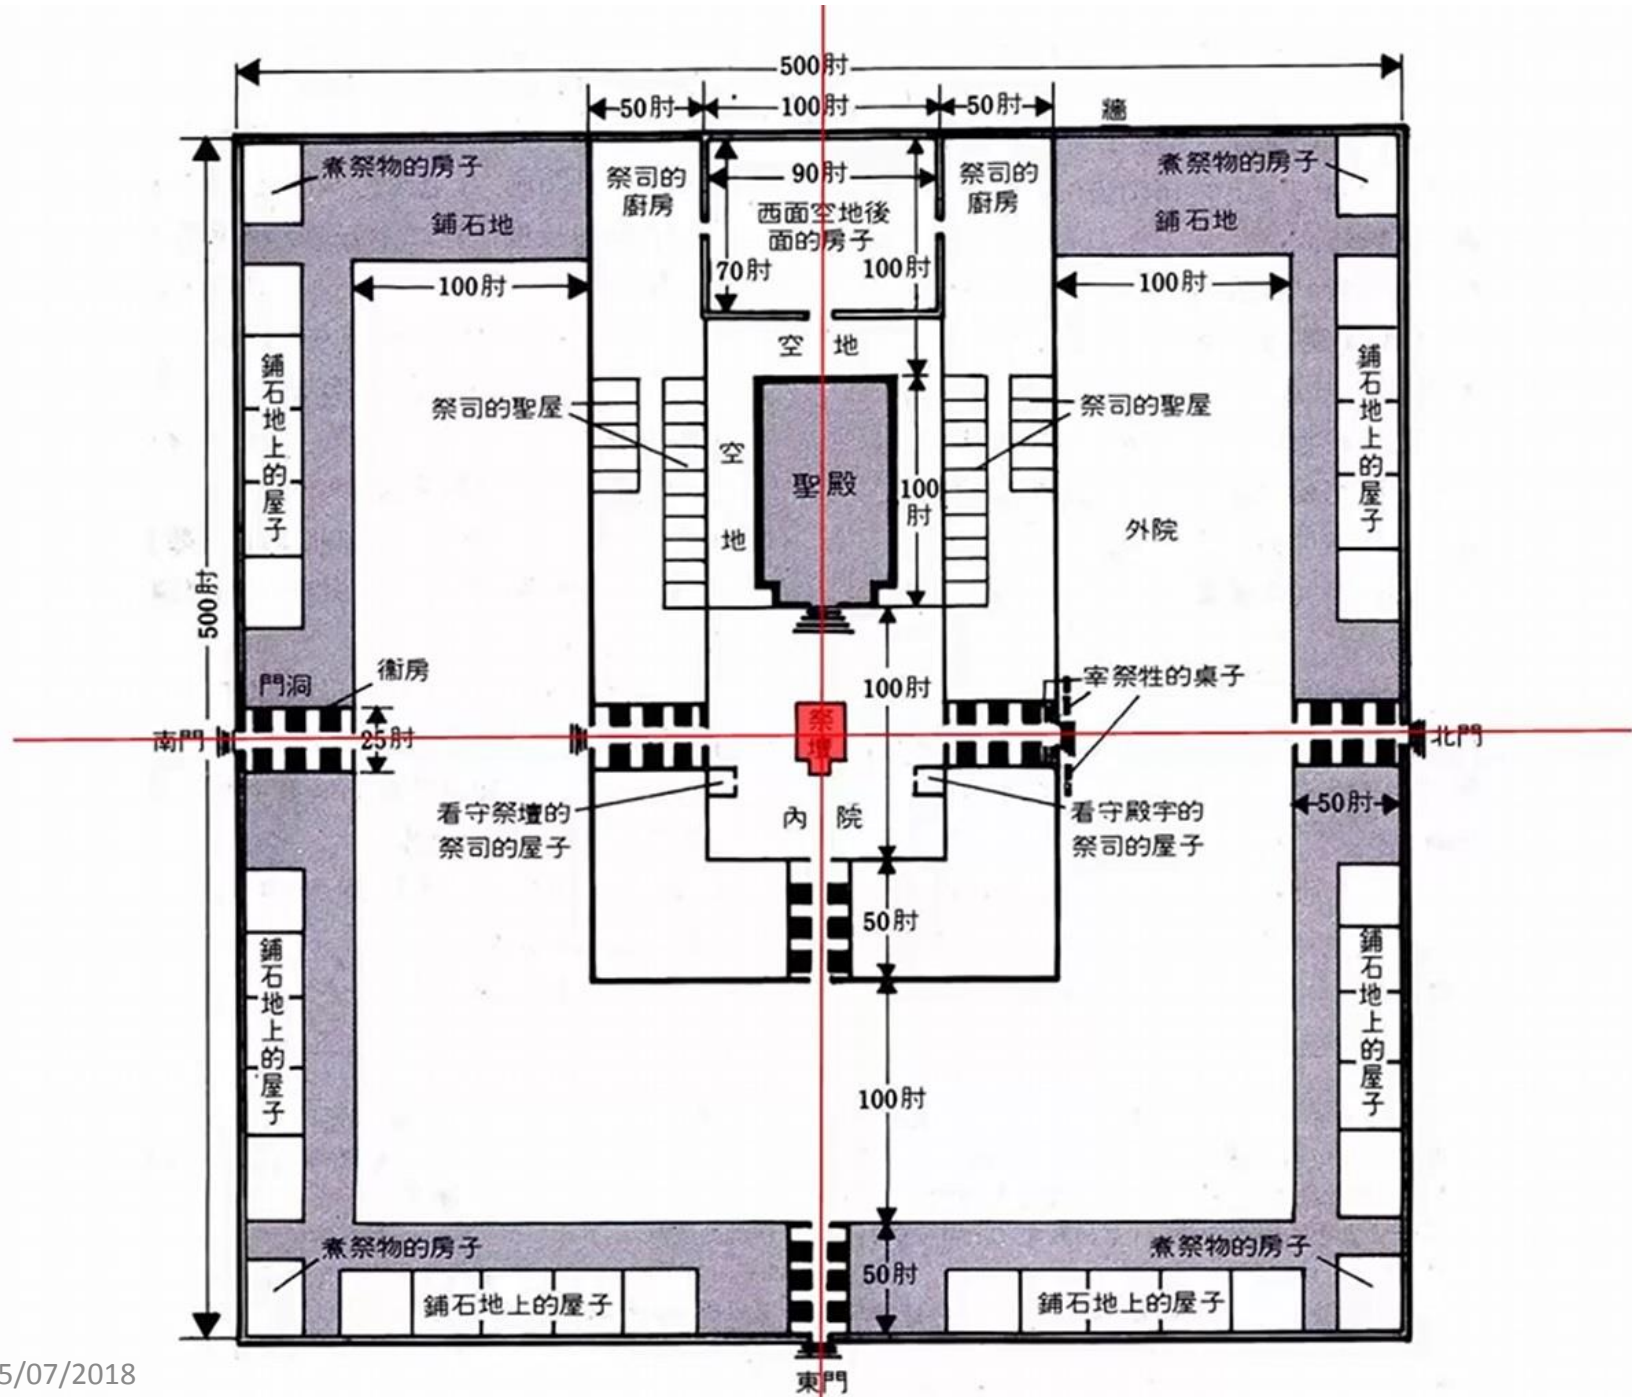 500肘
50肘
100肘
50肘
牆
煮祭物的房子
祭司的
廚房
90肘
祭司的
廚房
煮祭物的房子
鋪石地
西面空地後
面的房子
鋪石地
100肘
70肘
100肘
100肘
空 地
鋪石地上的屋子
祭司的聖屋
祭司的聖屋
鋪石地上的屋子
空地
聖殿
100
肘
外院
500肘
門洞
衞房
100肘
宰祭牲的桌子
南門
25肘
祭壇
北門
看守祭壇的
祭司的屋子
內 院
看守殿宇的
祭司的屋子
50肘
50肘
鋪石地上的屋子
鋪石地上的屋子
100肘
煮祭物的房子
煮祭物的房子
50肘
鋪石地上的屋子
鋪石地上的屋子
5/07/2018
東門